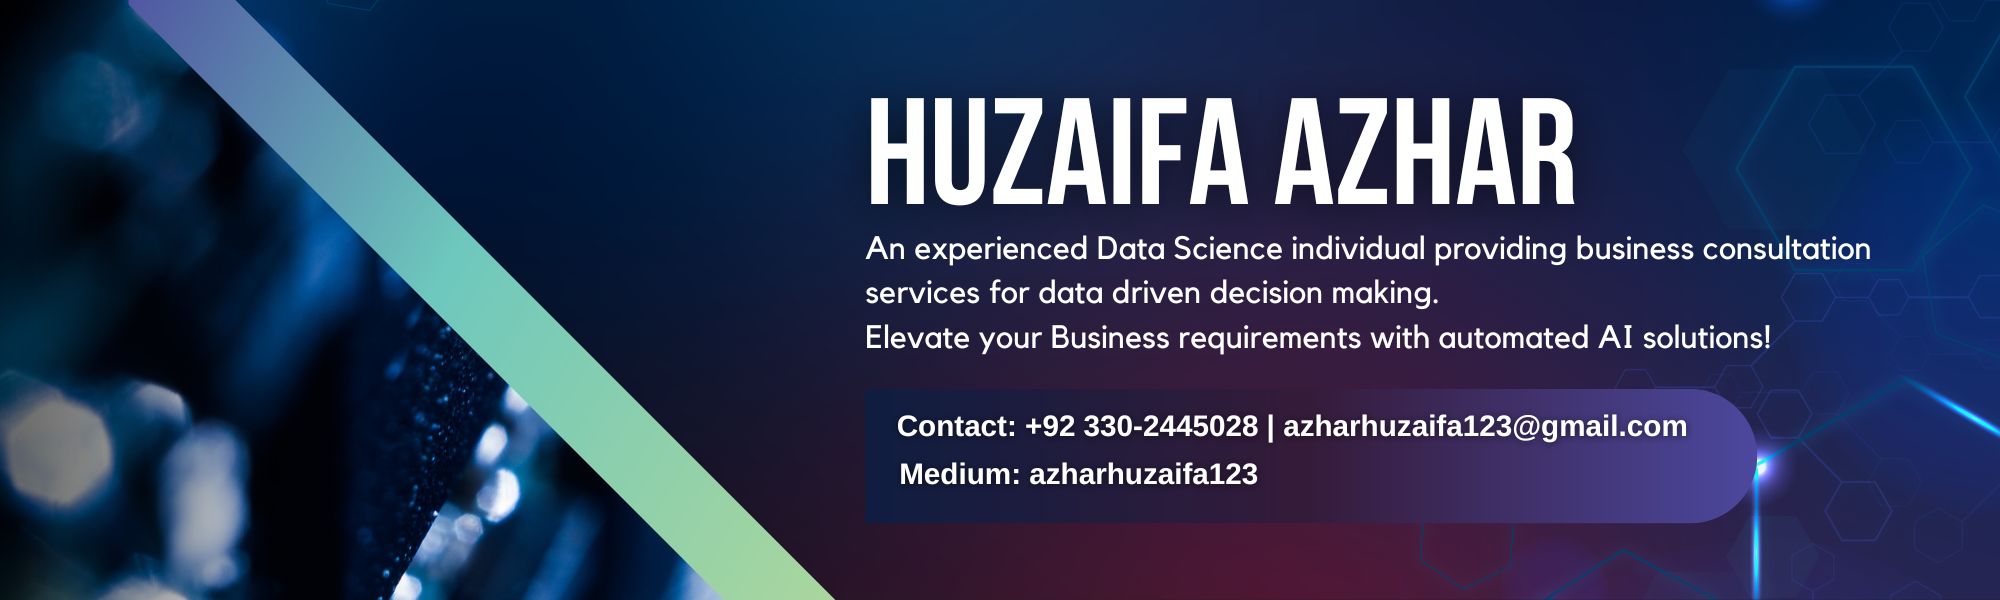 HUZAIFA AZHAR
An experienced Data Science individual providing business consultation
services for data driven decision making.
Elevate your Business requirements with automated AI solutions!
Contact: +92 330-2445028 | azharhuzaifa123@gmail.com
Medium: azharhuzaifa123